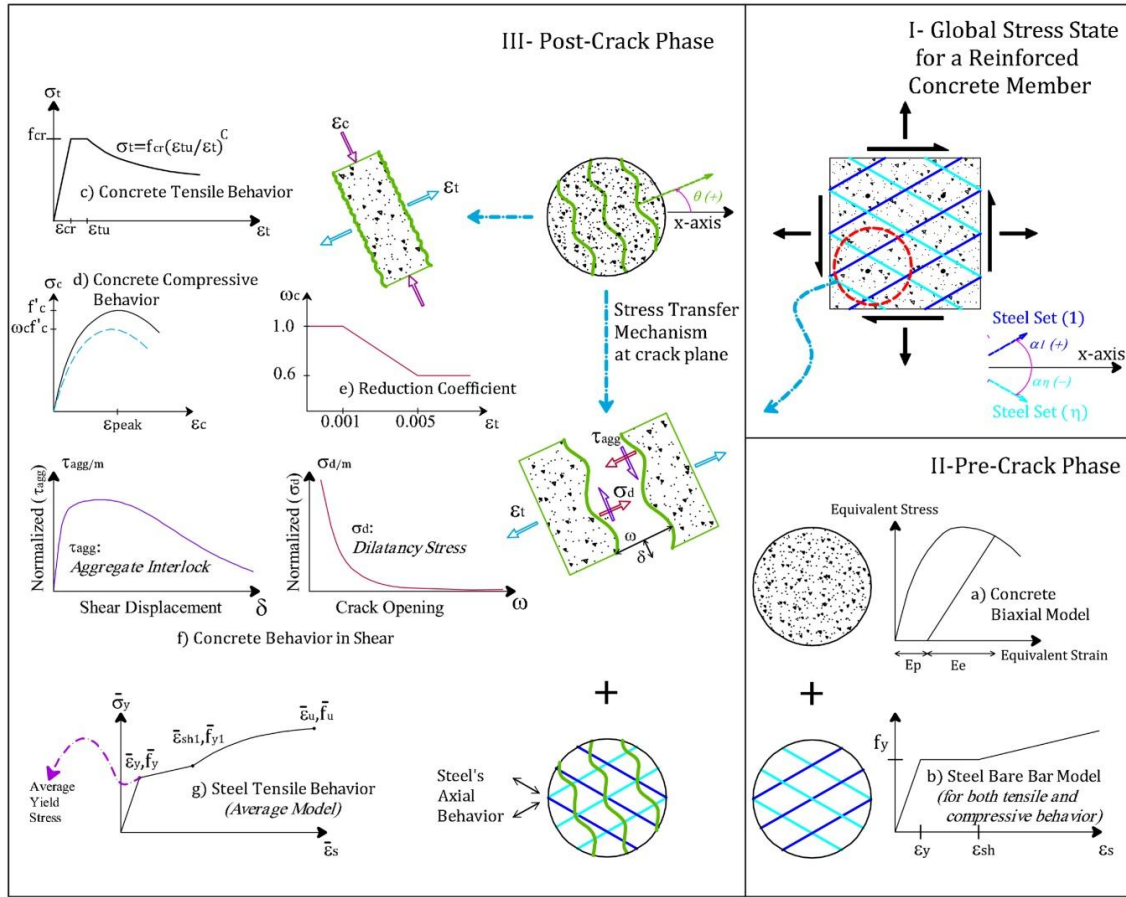 III- Post-Crack Phase
σt
fcr
σt=fcr(εtu/εt)^C
c) Concrete Tensile Behavior
εcr
εtu
εt
εc
εt
θ (+)
x-axis
Stress Transfer
Mechanism
at crack plane
d) Concrete Compressive
Behavior
σc
f'c
ωcf'c
εpeak
εc
ωc
1.0
0.6
e) Reduction Coefficient
0.001
0.005
εt
Normalized (τagg)
τagg/m
τagg:
Aggregate Interlock
Shear Displacement
δ
Normalized (σd)
σd/m
σd:
Dilatancy Stress
Crack Opening
ω
f) Concrete Behavior in Shear
τagg
σd
εt
ω
δ
σ̄y
ε̄y,f̄y
ε̄sh1,f̄y1
ε̄u,f̄u
Average
Yield
Stress
g) Steel Tensile Behavior
(Average Model)
ε̄s
+
Steel's
Axial
Behavior
I- Global Stress State
for a Reinforced
Concrete Member
Steel Set (1)
α1 (+)
x-axis
αη (-)
Steel Set (η)
II-Pre-Crack Phase
Equivalent Stress
a) Concrete
Biaxial Model
Equivalent Strain
Ep
Ee
+
fy
b) Steel Bare Bar Model
(for both tensile and
compressive behavior)
εy
εsh
εs